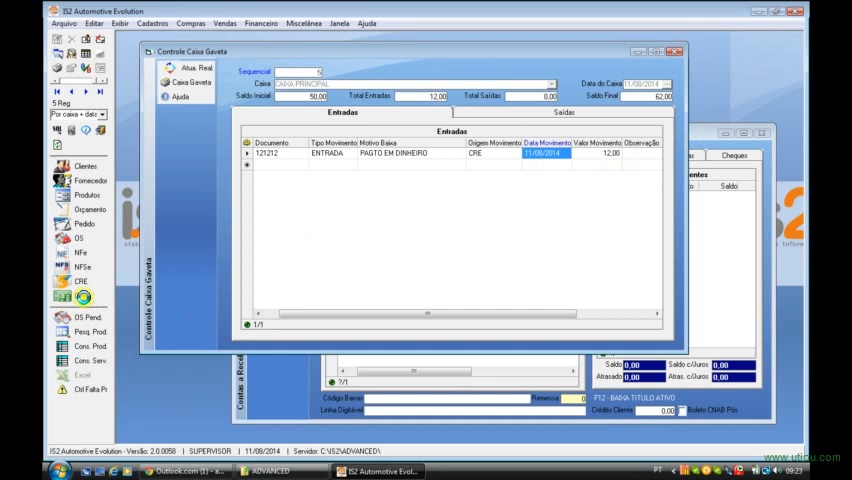 IS2 Automotive Evolution
Arquivo Editar Exibir Cadastros Compras Vendas Financeiro Miscelânea Janela Ajuda
5 Reg
Por caixa + date
SQL
Clientes
Fornecedor
Produtos
Orçamento
Pedido
OS
NFe
NFSe
CRE
OS Pend.
Pesq. Prod.
Cons. Prod.
Cons. Serv.
Excel
Ctrl Falta Pr
Controle Caixa Gaveta
Atua. Real
Caixa Gaveta
Ajuda
Controle Caixa Gaveta
Sequencial 5
Caixa CAIXA PRINCIPAL Data do Caixa 11/08/2014
Saldo Inicial 50,00 Total Entradas 12,00 Total Saídas 0,00 Saldo Final 62,00
Entradas Saídas
Entradas
Documento Tipo Movimento Motivo Baixa Origem Movimento Data Movimento Valor Movimento Observação
121212 ENTRADA PAGTO EM DINHEIRO CRE 11/08/2014 12,00
1/1
Cheques
entes
Saldo
?/1
Saldo 0,00 Saldo c/Juros 0,00
Atrasado 0,00 Atras. c/Juros 0,00
Contas a Recel
Código Barras Remessa 0 F12 - BAIXA TITULO ATIVO
Linha Digitável Crédito Cliente 0,00 Boleto CNAB Pós
IS2 Automotive Evolution - Versão: 2.0.0058 | SUPERVISOR | 11/08/2014 | Servidor: C:\IS2\ADVANCED\
www.utipu.com
Outlook.com (1) - a... ADVANCED IS2 Automotive Evol... PT 09:23